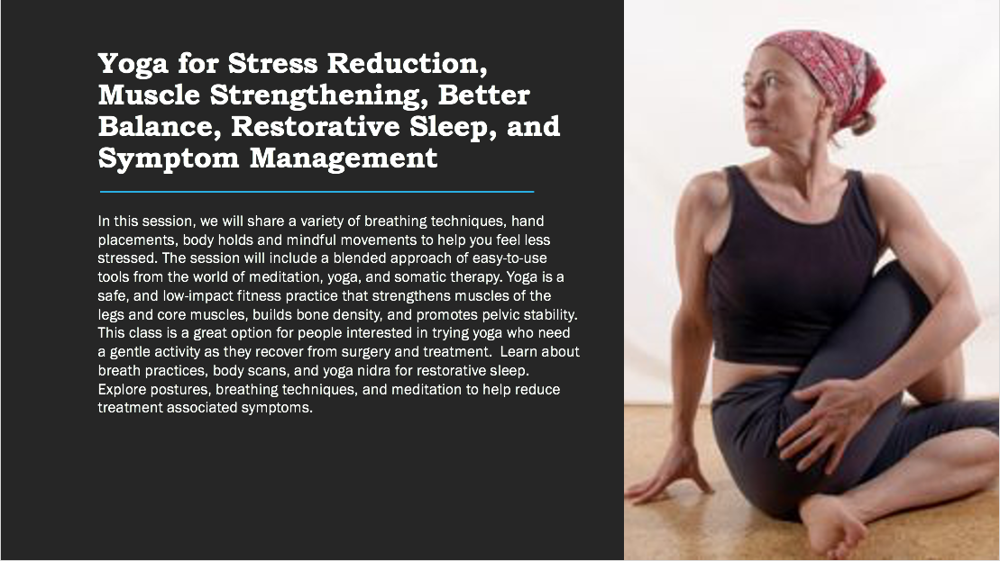 Yoga for Stress Reduction,
Muscle Strengthening, Better
Balance, Restorative Sleep, and
Symptom Management
In this session, we will share a variety of breathing techniques, hand
placements, body holds and mindful movements to help you feel less
stressed. The session will include a blended approach of easy-to-use
tools from the world of meditation, yoga, and somatic therapy. Yoga is a
safe, and low-impact fitness practice that strengthens muscles of the
legs and core muscles, builds bone density, and promotes pelvic stability.
This class is a great option for people interested in trying yoga who need
a gentle activity as they recover from surgery and treatment.  Learn about
breath practices, body scans, and yoga nidra for restorative sleep.
Explore postures, breathing techniques, and meditation to help reduce
treatment associated symptoms.